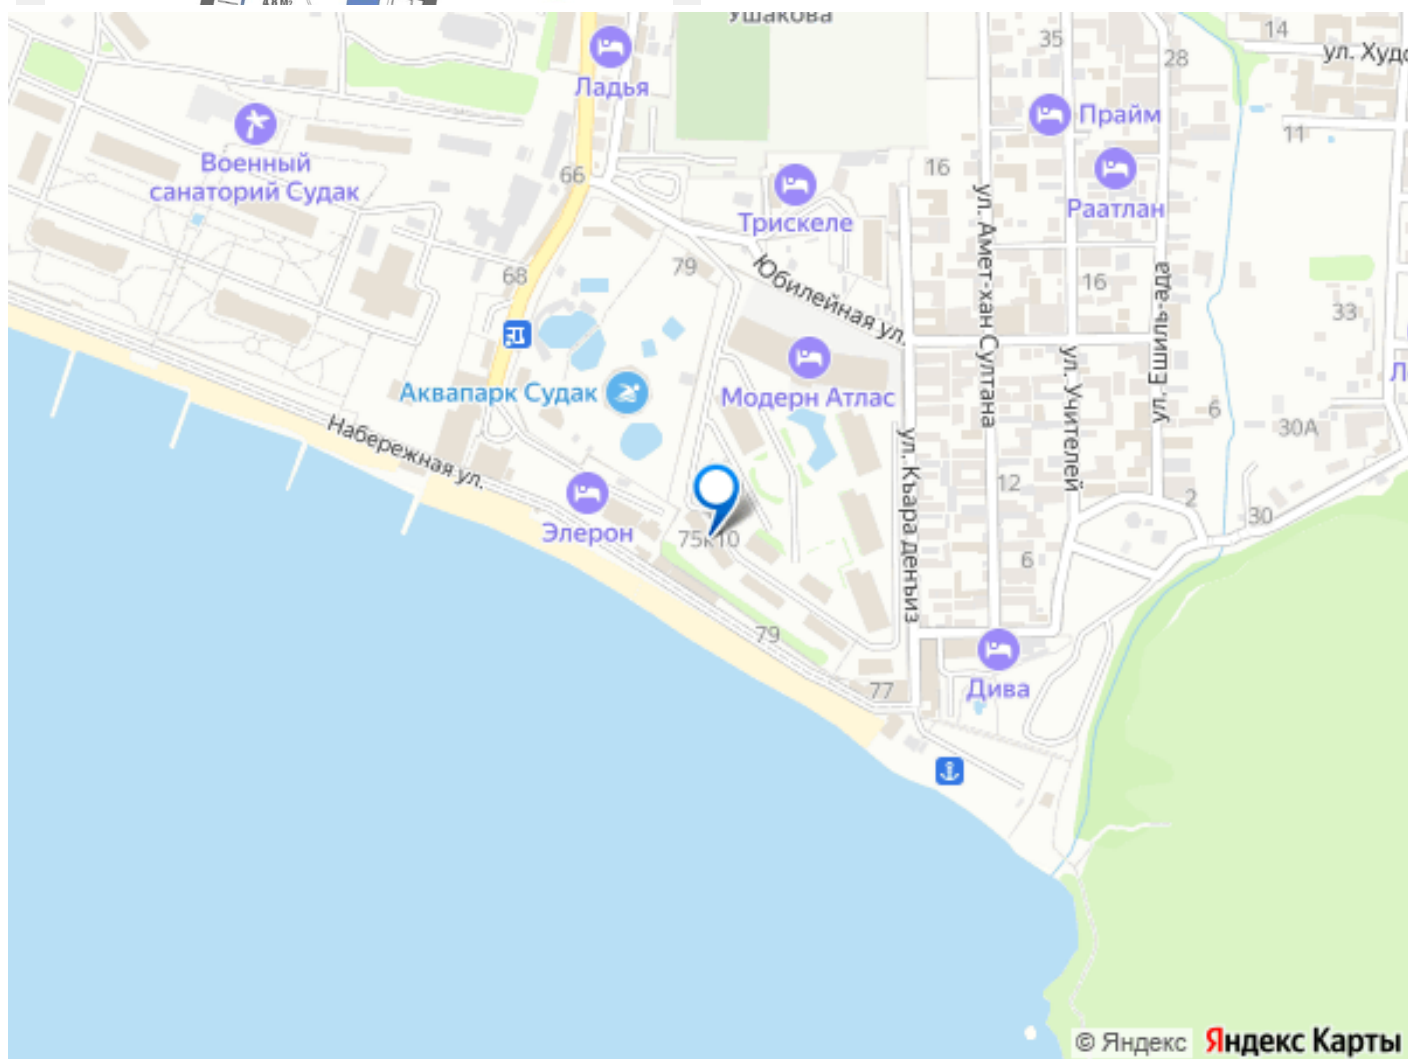 Ушакова
Ладья
35
14
28
ул. Худо
Прайм
11
Военный
санаторий Судак
66
16
Трискеле
Раатлан
68
79
Юбилейная ул.
ул. Амет-хан Султана
16
ул. Ешиль-ада
33
Аквапарк Судак
Модерн Атлас
ул. Учителей
Л
6
30А
Набережная ул.
ул. Къара денъиз
12
2
30
Элерон
75к10
6
79
77
Дива
© Яндекс
Яндекс Карты